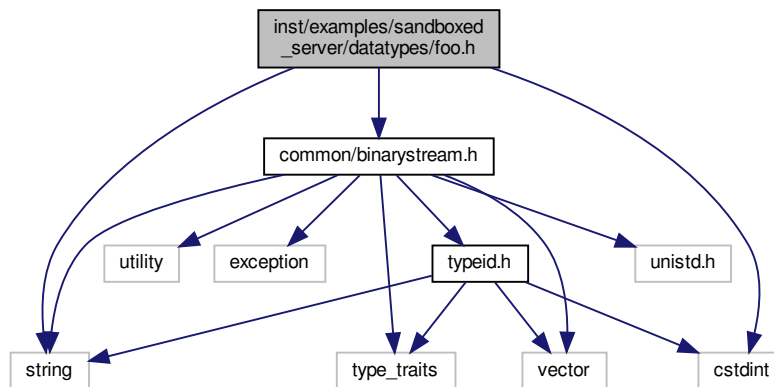 inst/examples/sandboxed
_server/datatypes/foo.h
common/binarystream.h
utility
exception
typeid.h
unistd.h
string
type_traits
vector
cstdint